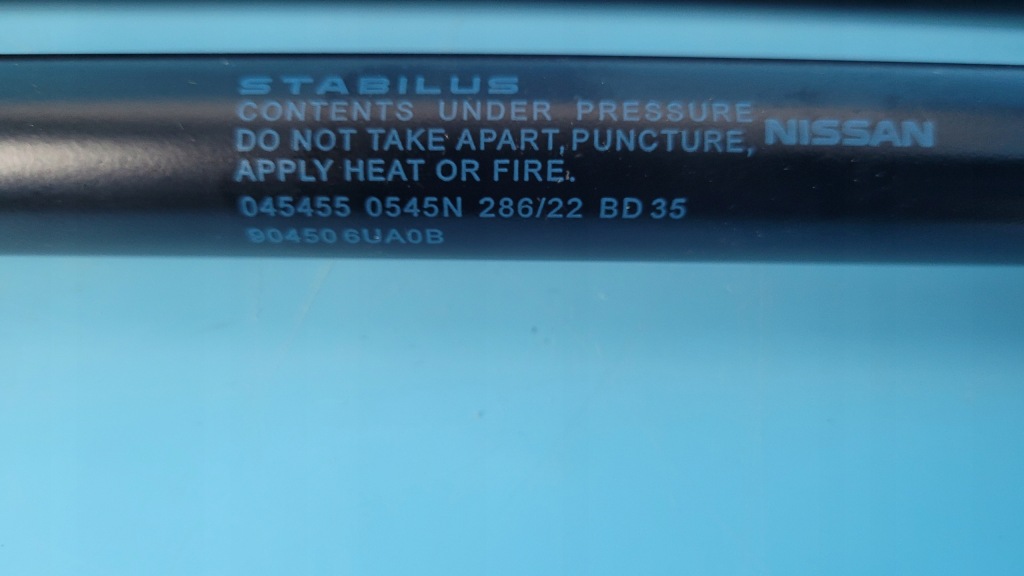 STABILUS
CONTENTS UNDER PRESSURE
DO NOT TAKE APART, PUNCTURE, NISSAN
APPLY HEAT OR FIRE.
045455 0545N 286/22 BD 35
90450 6UA0B